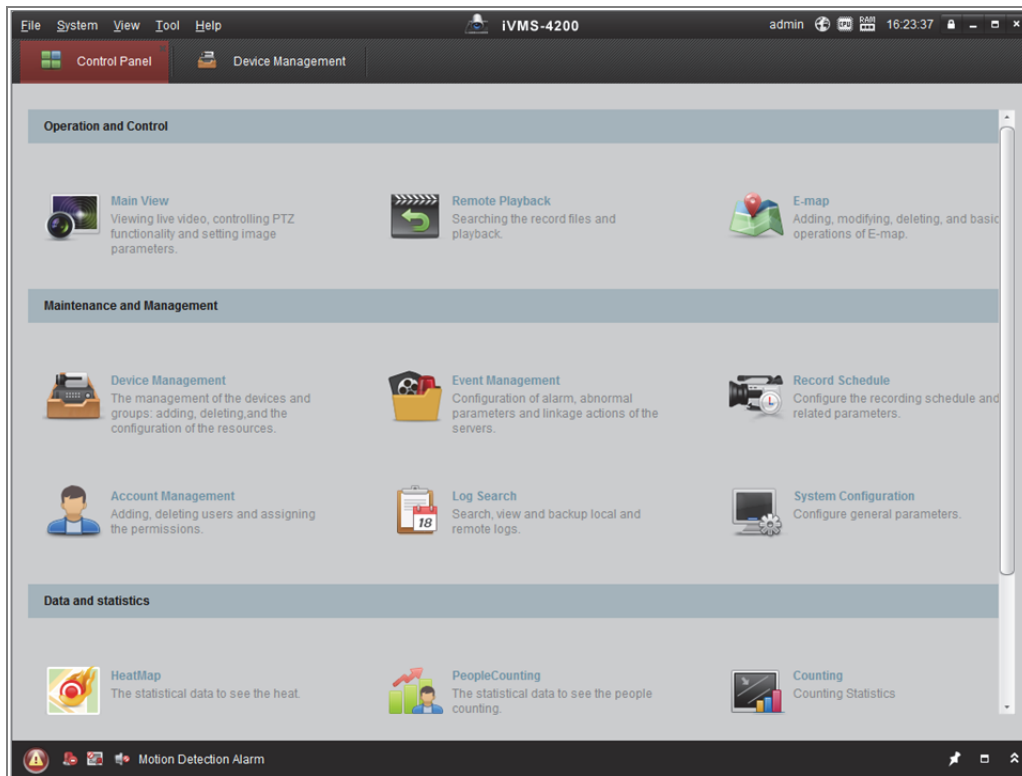 File System View Tool Help iVMS-4200 admin CPU RAM 16:23:37
Control Panel Device Management
Operation and Control
Main View
Viewing live video, controlling PTZ
functionality and setting image
parameters.
Remote Playback
Searching the record files and
playback.
E-map
Adding, modifying, deleting, and basic
operations of E-map.
Maintenance and Management
Device Management
The management of the devices and
groups: adding, deleting,and the
configuration of the resources.
Event Management
Configuration of alarm, abnormal
parameters and linkage actions of the
servers.
Record Schedule
Configure the recording schedule and
related parameters.
Account Management
Adding, deleting users and assigning
the permissions.
Log Search
Search, view and backup local and
remote logs.
18
System Configuration
Configure general parameters.
Data and statistics
HeatMap
The statistical data to see the heat.
PeopleCounting
The statistical data to see the people
counting.
Counting
Counting Statistics
Motion Detection Alarm